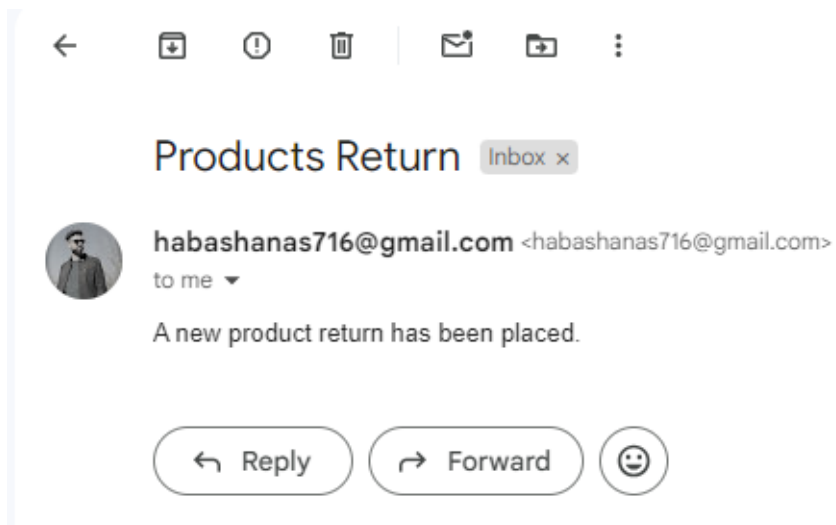 Products Return Inbox ×
habashanas716@gmail.com <habashanas716@gmail.com>
to me
A new product return has been placed.
Reply Forward